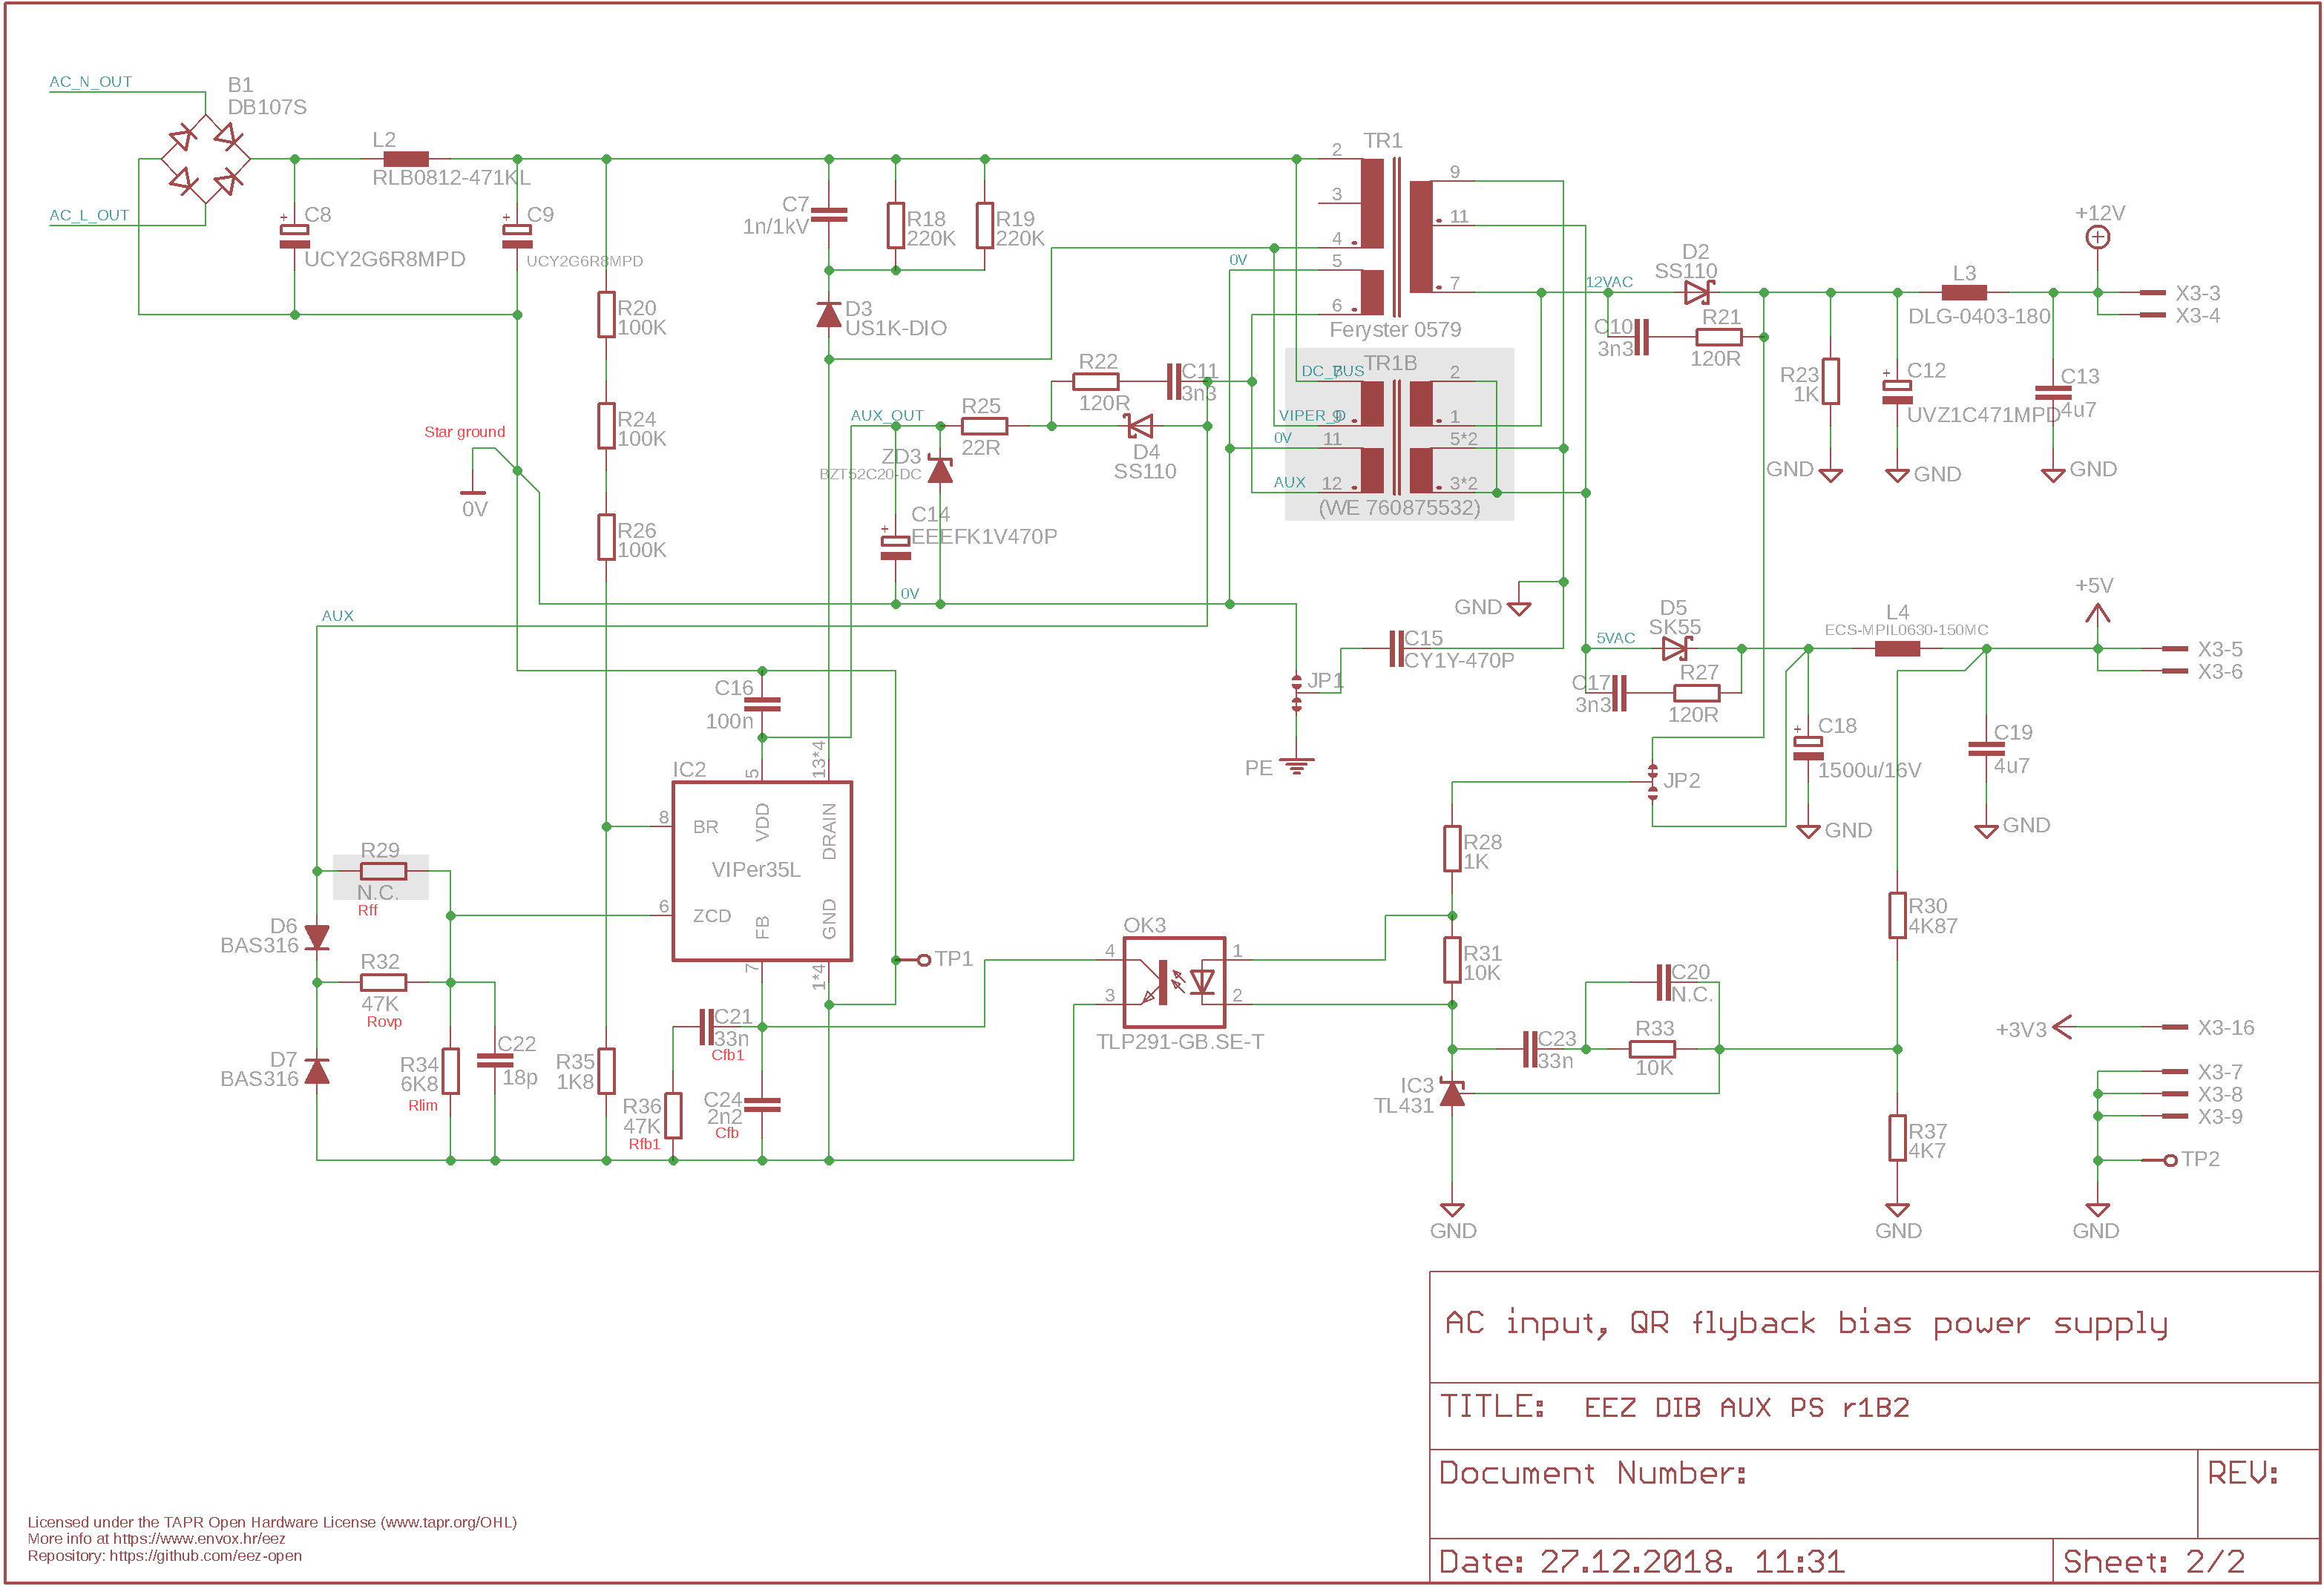 AC_N_OUT
B1
DB107S
AC_L_OUT
L2
RLB0812-471KL
+
C8
UCY2G6R8MPD
+
C9
UCY2G6R8MPD
C7
1n/1kV
R18
220K
R19
220K
D3
US1K-DIO
R20
100K
R24
100K
R26
100K
Star ground
0V
TR1
2
3
4
5
6
9
11
7
0V
Feryster 0579
TR1B
DC_BUS
7
VIPER_D
9
0V
11
AUX
12
2
1
5*2
3*2
(WE 760875532)
R22
120R
C11
3n3
AUX_OUT
R25
22R
D4
SS110
ZD3
BZT52C20-DC
+
C14
EEEFK1V470P
0V
AUX
12VAC
D2
SS110
C10
3n3
R21
120R
R23
1K
L3
DLG-0403-180
+
C12
UVZ1C471MPD
C13
4u7
+12V
X3-3
X3-4
GND
GND
GND
GND
C15
CY1Y-470P
JP1
PE
5VAC
D5
SK55
C17
3n3
R27
120R
L4
ECS-MPIL0630-150MC
+5V
X3-5
X3-6
+
C18
1500u/16V
C19
4u7
GND
GND
JP2
C16
100n
IC2
5
13*4
8
BR
VDD
DRAIN
VIPer35L
6
ZCD
FB
GND
7
1*4
TP1
R29
N.C.
Rff
D6
BAS316
R32
47K
Rovp
D7
BAS316
R34
6K8
Rlim
C22
18p
R35
1K8
C21
33n
Cfb1
R36
47K
Rfb1
C24
2n2
Cfb
OK3
4
3
1
2
TLP291-GB.SE-T
R28
1K
R31
10K
C20
N.C.
C23
33n
R33
10K
IC3
TL431
R30
4K87
R37
4K7
+3V3
X3-16
X3-7
X3-8
X3-9
TP2
GND
GND
GND
AC input, QR flyback bias power supply
TITLE: EEZ DIB AUX PS r1B2
Document Number:
REV:
Date: 27.12.2018. 11:31
Sheet: 2/2
Licensed under the TAPR Open Hardware License (www.tapr.org/OHL)
More info at https://www.envox.hr/eez
Repository: https://github.com/eez-open